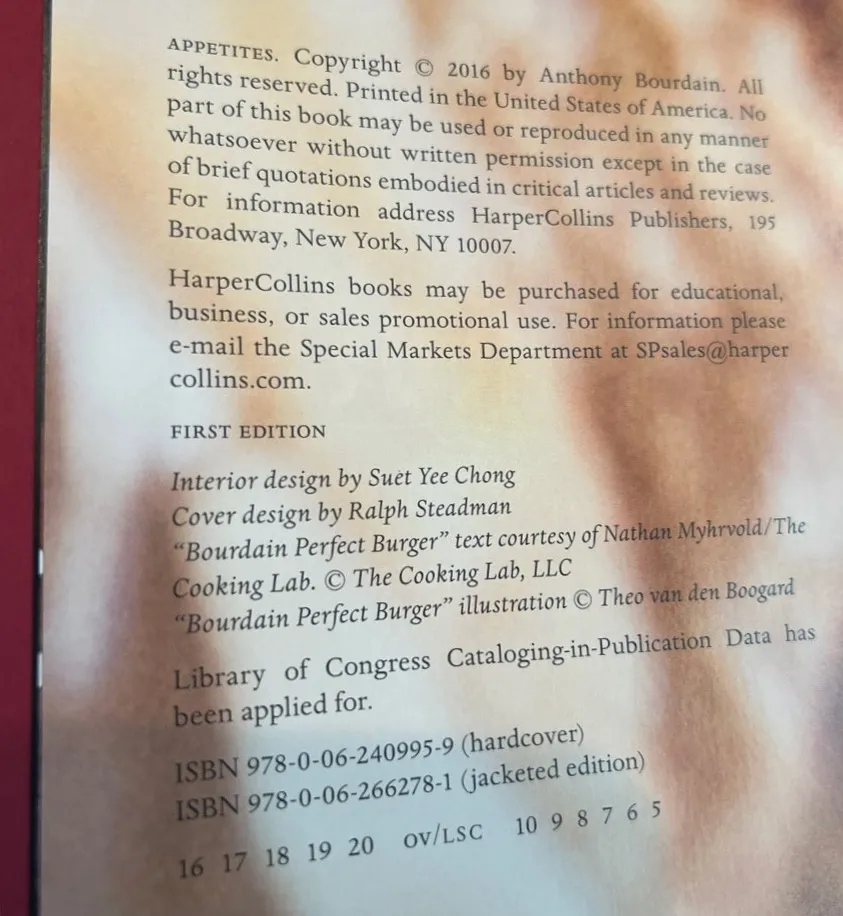 APPETITES. Copyright © 2016 by Anthony Bourdain. All
rights reserved. Printed in the United States of America. No
part of this book may be used or reproduced in any manner
whatsoever without written permission except in the case
of brief quotations embodied in critical articles and reviews.
For information address HarperCollins Publishers, 195
Broadway, New York, NY 10007.
HarperCollins books may be purchased for educational,
business, or sales promotional use. For information please
e-mail the Special Markets Department at SPsales@harper
collins.com.
FIRST EDITION
Interior design by Suet Yee Chong
Cover design by Ralph Steadman
“Bourdain Perfect Burger” text courtesy of Nathan Myhrvold/The
Cooking Lab. © The Cooking Lab, LLC
“Bourdain Perfect Burger” illustration © Theo van den Boogard
Library of Congress Cataloging-in-Publication Data has
been applied for.
ISBN 978-0-06-240995-9 (hardcover)
ISBN 978-0-06-266278-1 (jacketed edition)
16 17 18 19 20 OV/LSC 10 9 8 7 6 5